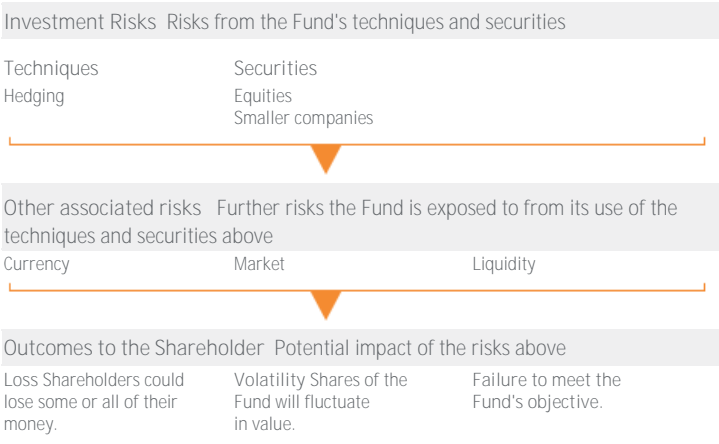 Investment Risks Risks from the Fund's techniques and securities
Techniques
Hedging
Securities
Equities
Smaller companies
Other associated risks Further risks the Fund is exposed to from its use of the
techniques and securities above
Currency
Market
Liquidity
Outcomes to the Shareholder Potential impact of the risks above
Loss Shareholders could
lose some or all of their
money.
Volatility Shares of the
Fund will fluctuate
in value.
Failure to meet the
Fund's objective.